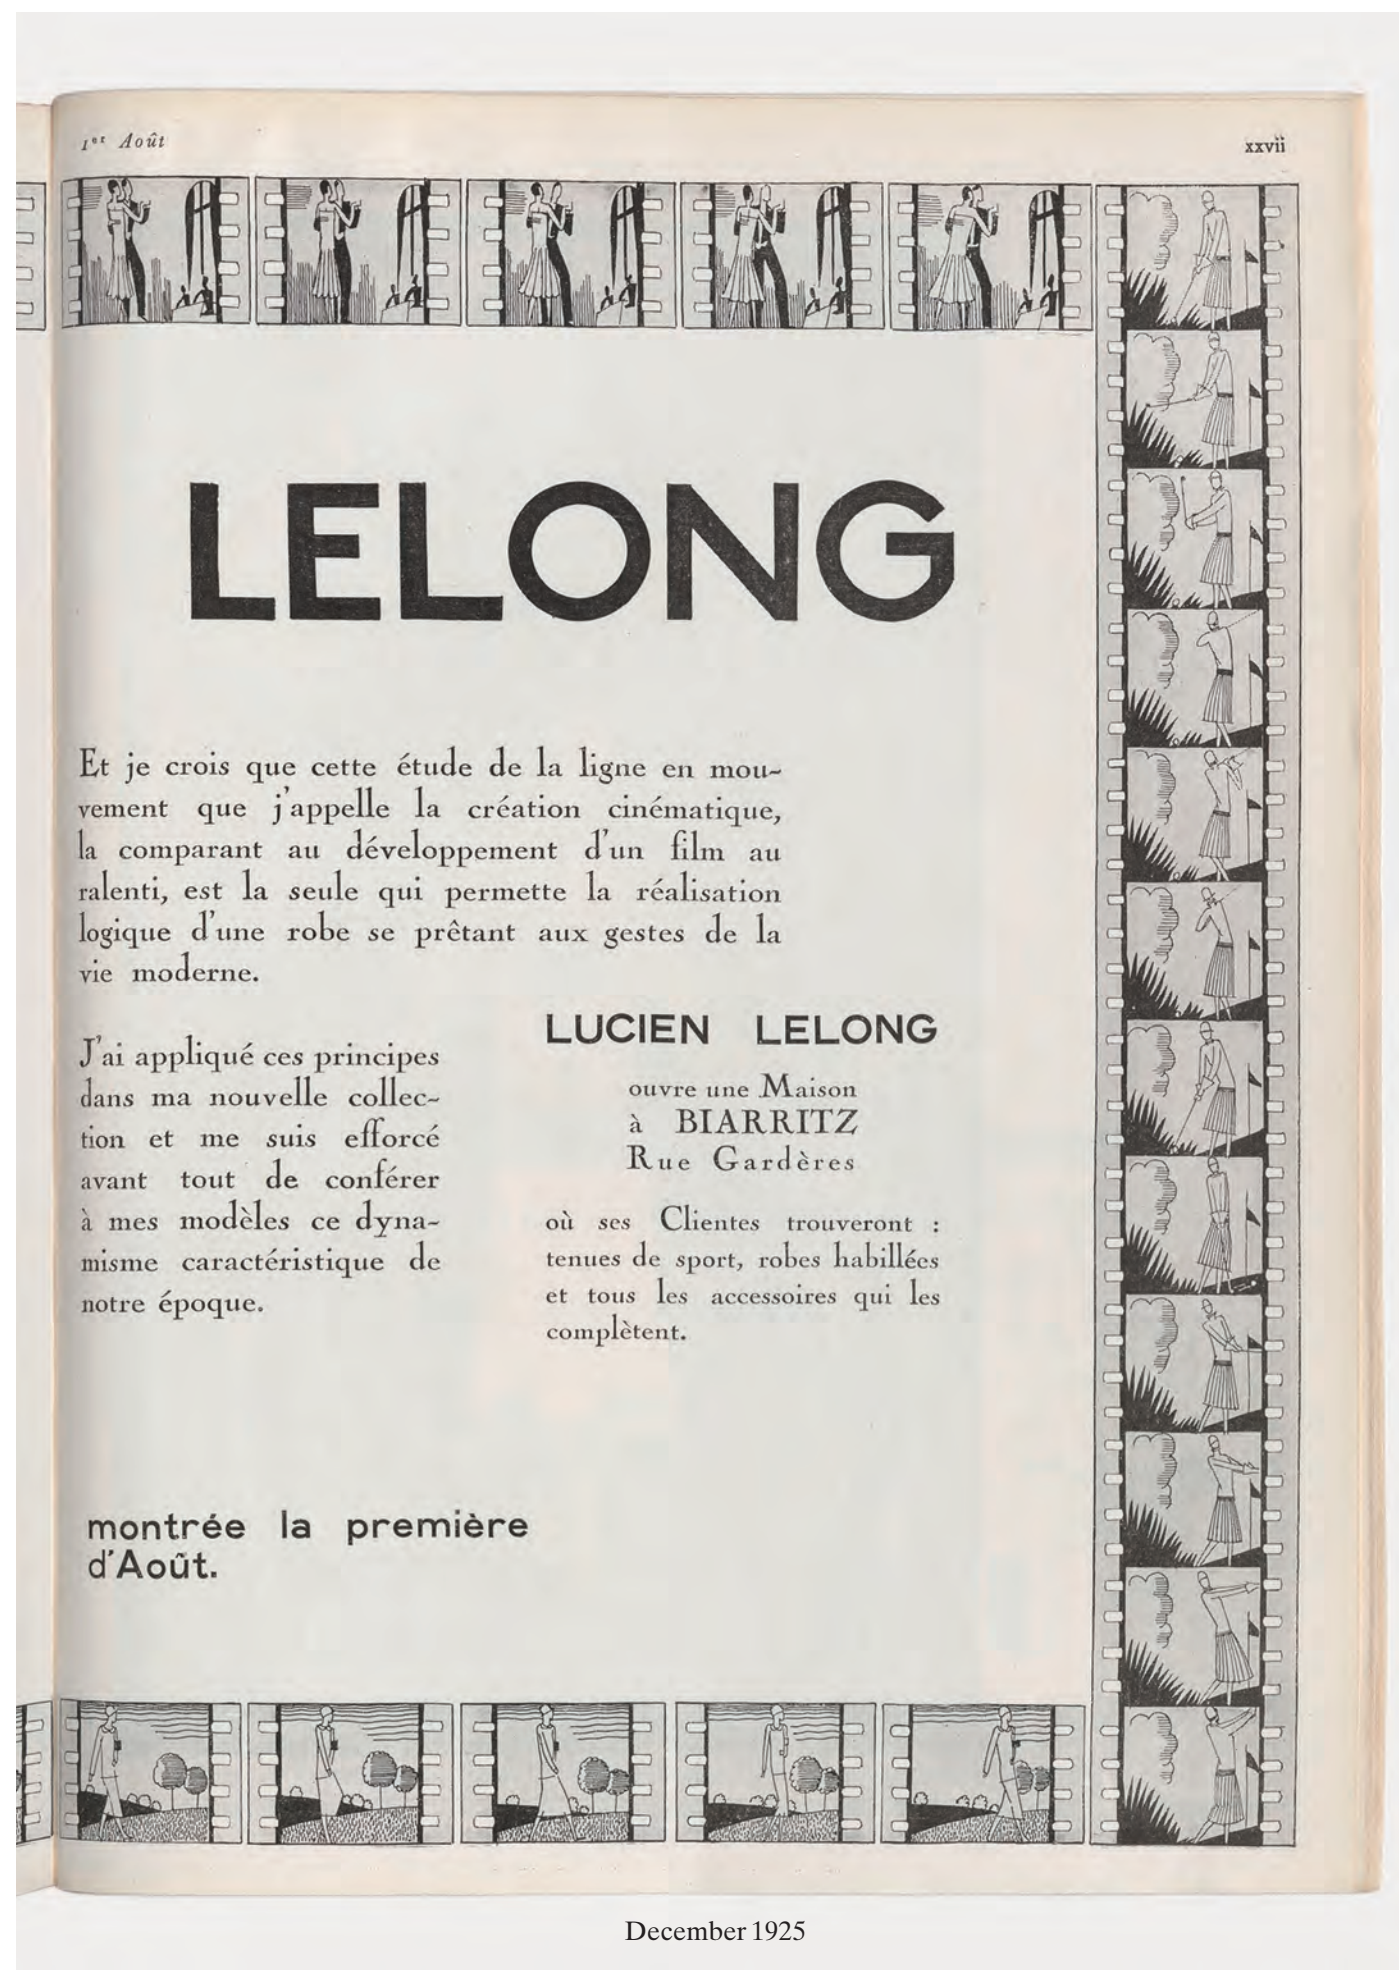 1er Août
xxvii
LELONG
Et je crois que cette étude de la ligne en mou-
vement que j'appelle la création cinématique,
la comparant au développement d'un film au
ralenti, est la seule qui permette la réalisation
logique d'une robe se prêtant aux gestes de la
vie moderne.
J'ai appliqué ces principes
dans ma nouvelle collec-
tion et me suis efforcé
avant tout de conférer
à mes modèles ce dyna-
misme caractéristique de
notre époque.
LUCIEN LELONG
ouvre une Maison
à BIARRITZ
Rue Gardères
où ses Clientes trouveront :
tenues de sport, robes habillées
et tous les accessoires qui les
complètent.
montrée la première
d'Août.
December 1925